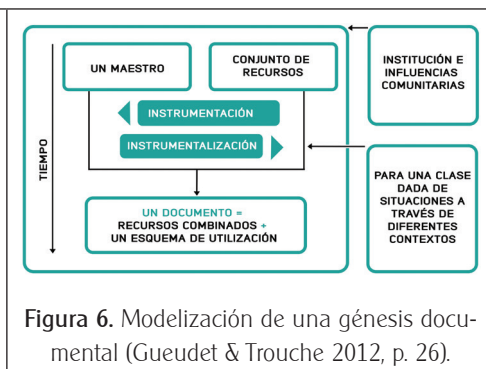 UN MAESTRO
CONJUNTO DE
RECURSOS
INSTITUCIÓN E
INFLUENCIAS
COMUNITARIAS
INSTRUMENTACIÓN
INSTRUMENTALIZACIÓN
TIEMPO
PARA UNA CLASE
DADA DE
SITUACIONES A
TRAVÉS DE
DIFERENTES
CONTEXTOS
UN DOCUMENTO =
RECURSOS COMBINADOS +
UN ESQUEMA DE UTILIZACIÓN
Figura 6. Modelización de una génesis docu-
mental (Gueudet & Trouche 2012, p. 26).